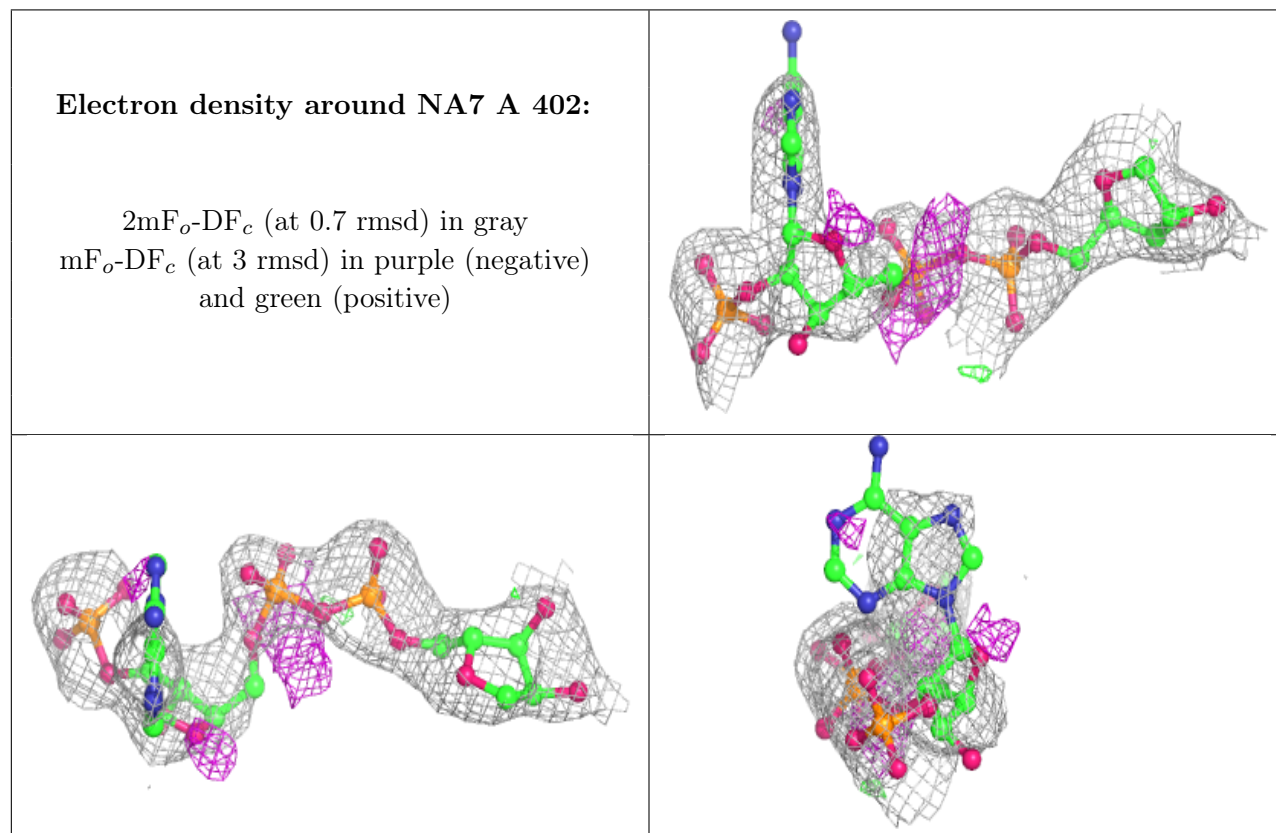 Electron density around NA7 A 402:
2mFo-DFc (at 0.7 rmsd) in gray
mFo-DFc (at 3 rmsd) in purple (negative)
and green (positive)